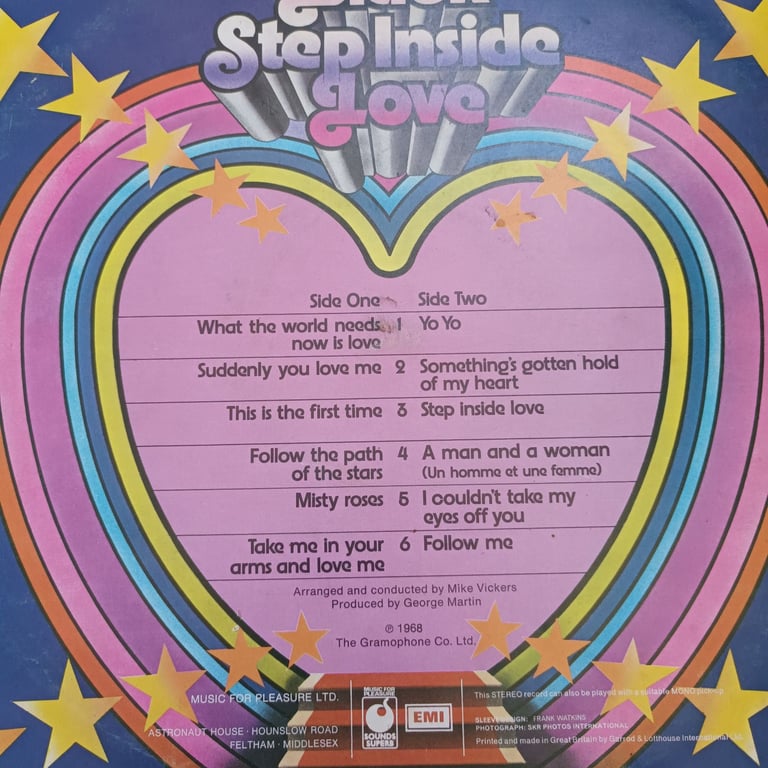 Step Inside
Love
Side One Side Two
What the world needs now is love 1 Yo Yo
Suddenly you love me 2 Something's gotten hold of my heart
This is the first time 3 Step inside love
Follow the path of the stars 4 A man and a woman
(Un homme et une femme)
Misty roses 5 I couldn't take my eyes off you
Take me in your arms and love me 6 Follow me
Arranged and conducted by Mike Vickers
Produced by George Martin
℗ 1968
The Gramophone Co. Ltd.
MUSIC FOR PLEASURE LTD.
ASTRONAUT HOUSE · HOUNSLOW ROAD
FELTHAM · MIDDLESEX
MUSIC FOR
PLEASURE
SOUNDS
SUPERB
EMI
This STEREO record can also be played with a suitable MONO pick-up
SLEEVE DESIGN: FRANK WATKINS
PHOTOGRAPH: SKR PHOTOS INTERNATIONAL
Printed and made in Great Britain by Garrod & Lofthouse International Ltd.